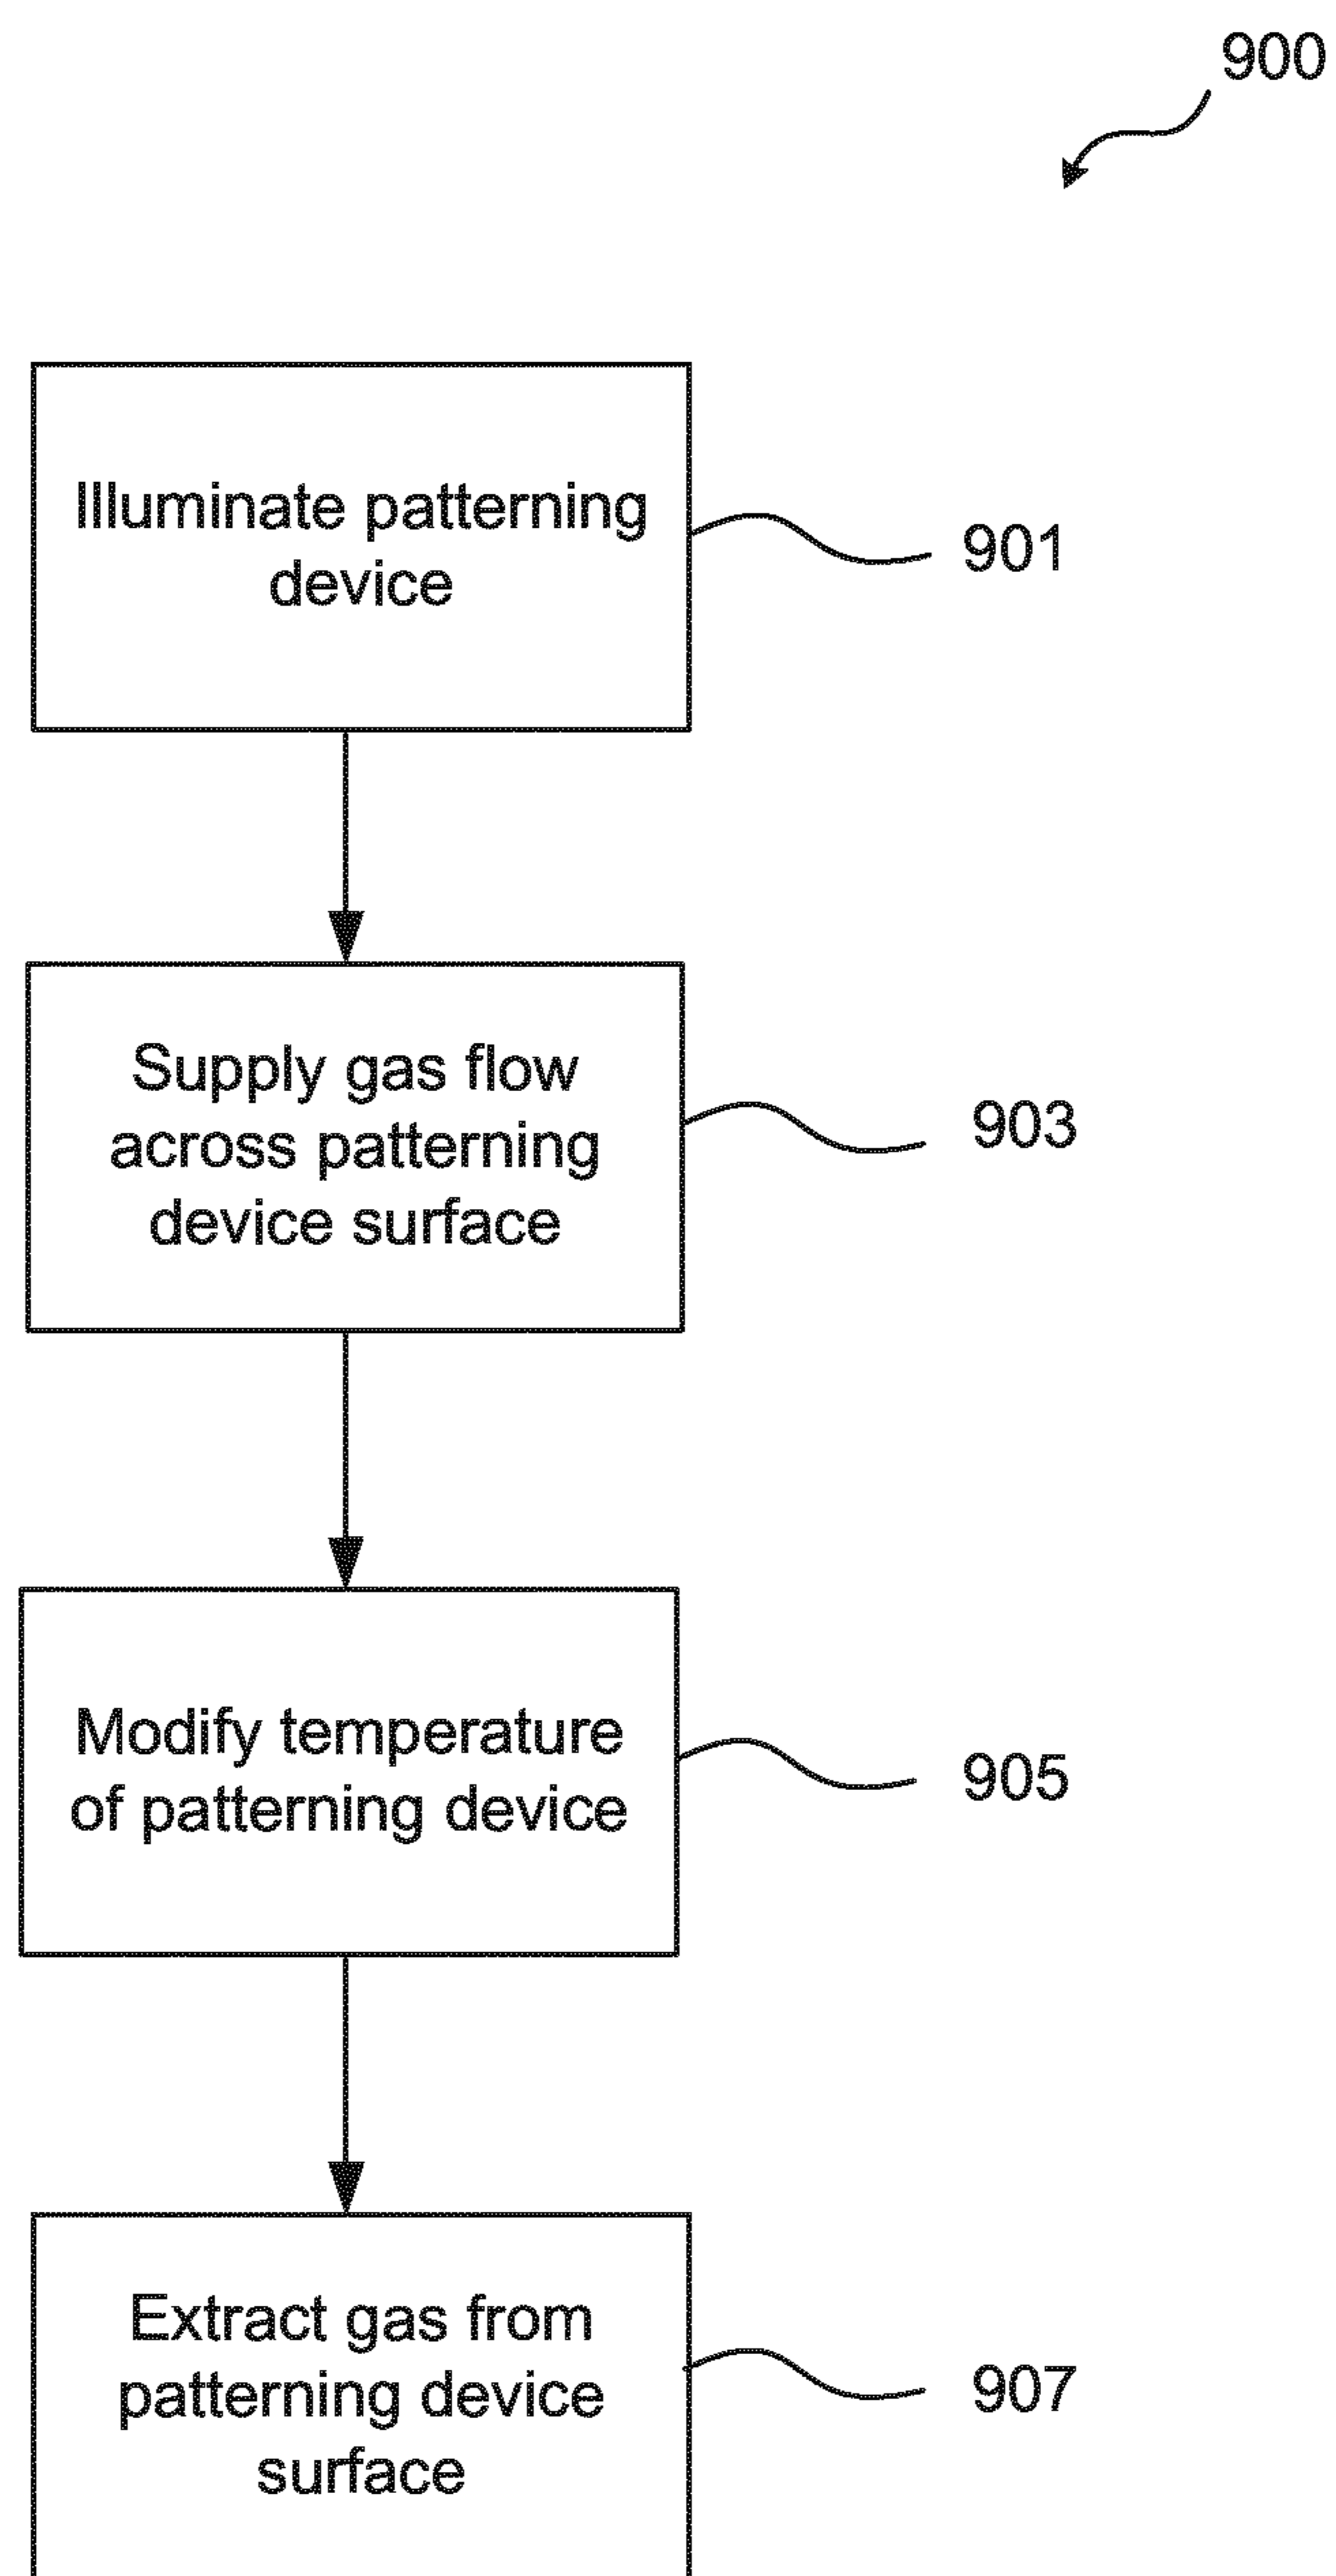 900
Illuminate patterning
device
901
Supply gas flow
across patterning
device surface
903
Modify temperature
of patterning device
905
Extract gas from
patterning device
surface
907